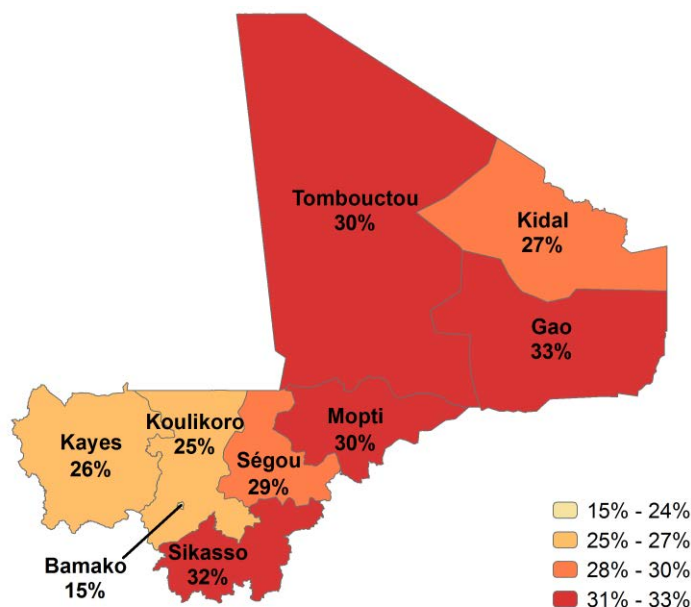 Tombouctou
30%
Kidal
27%
Gao
33%
Mopti
30%
Koulikoro
25%
Kayes
26%
Ségou
29%
Bamako
15%
Sikasso
32%
15% - 24%
25% - 27%
28% - 30%
31% - 33%